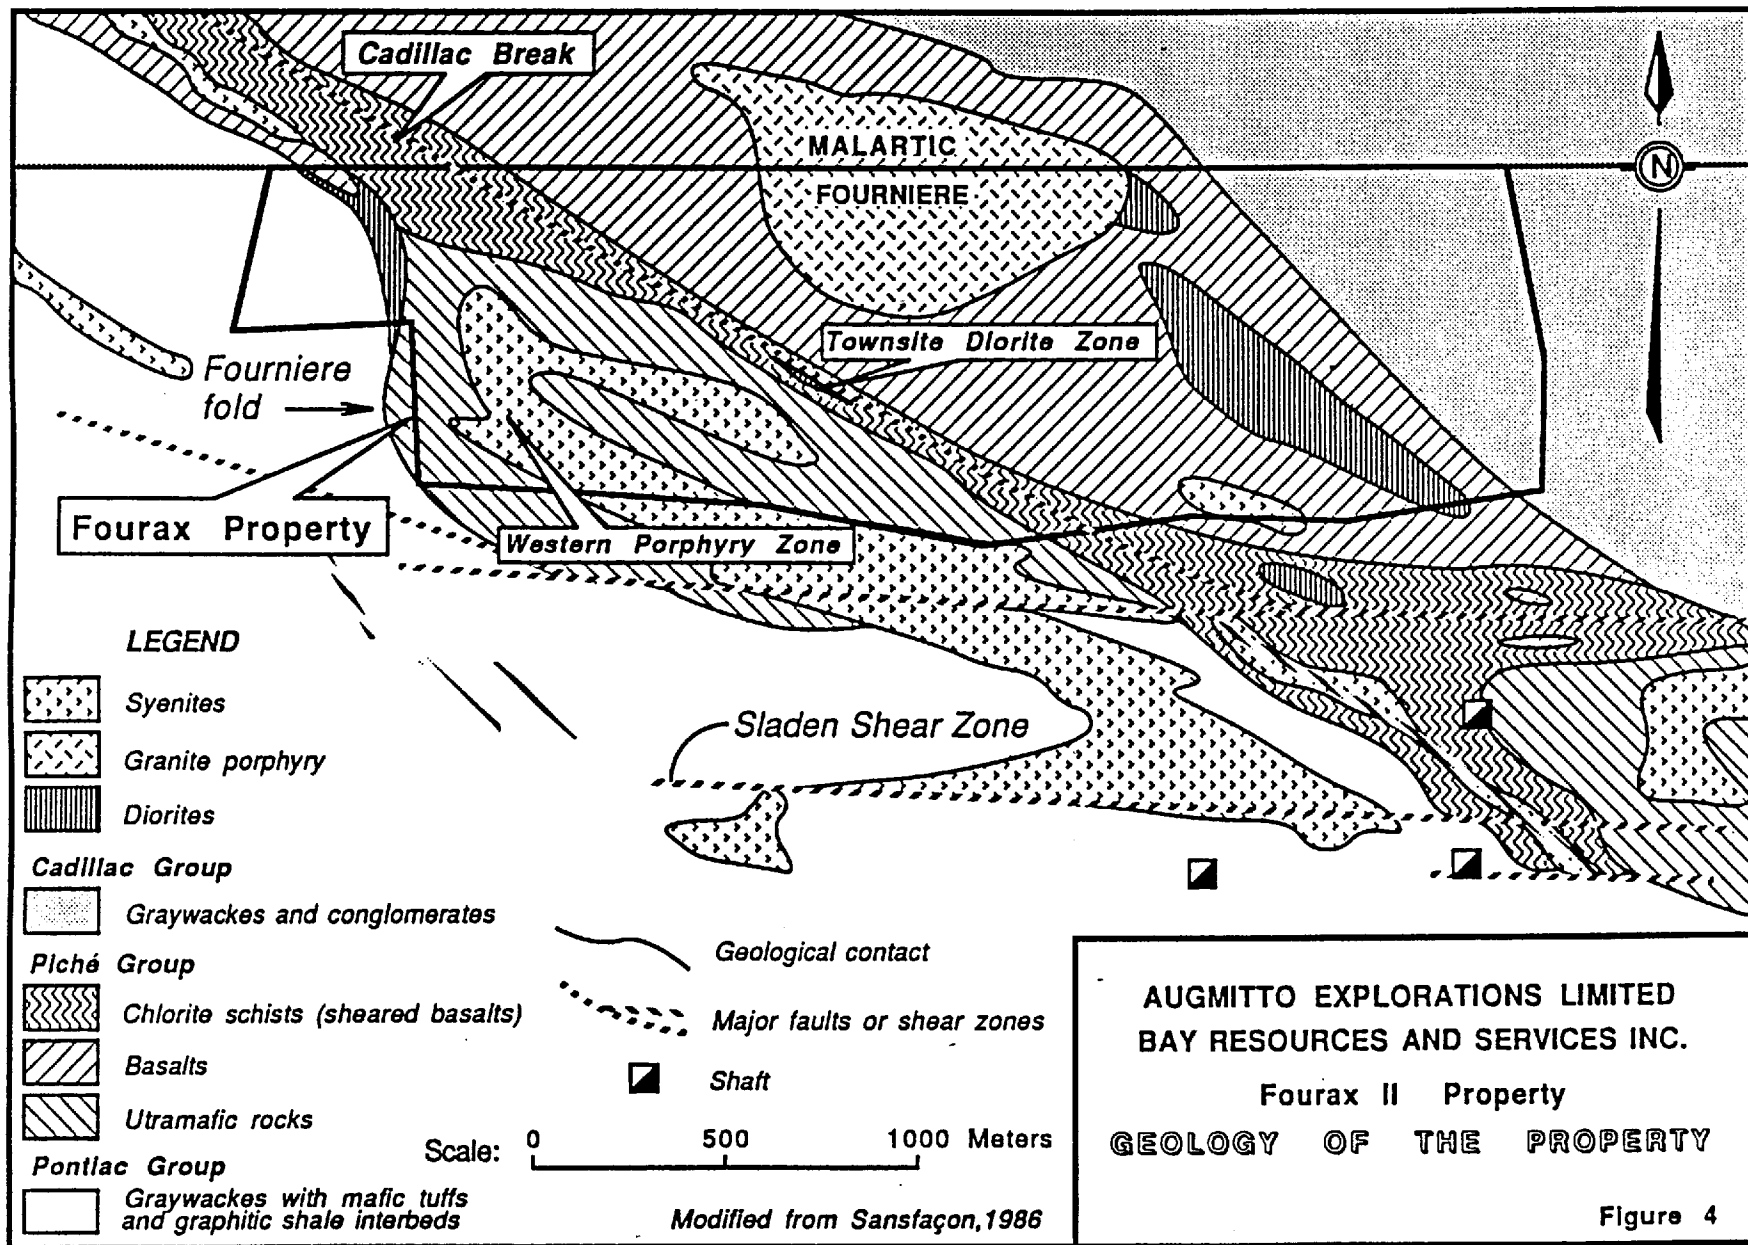 Cadillac Break
MALARTIC
FOURNIERE
N
Townsite Diorite Zone
Fourniere
fold
Fourax Property
Western Porphyry Zone
Sladen Shear Zone
LEGEND
Syenites
Granite porphyry
Diorites
Cadillac Group
Graywackes and conglomerates
Piché Group
Chlorite schists (sheared basalts)
Basalts
Utramafic rocks
Pontiac Group
Graywackes with mafic tuffs
and graphitic shale interbeds
Geological contact
Major faults or shear zones
Shaft
Scale: 0 500 1000 Meters
Modified from Sansfaçon, 1986
AUGMITTO EXPLORATIONS LIMITED
BAY RESOURCES AND SERVICES INC.
Fourax II Property
GEOLOGY OF THE PROPERTY
Figure 4